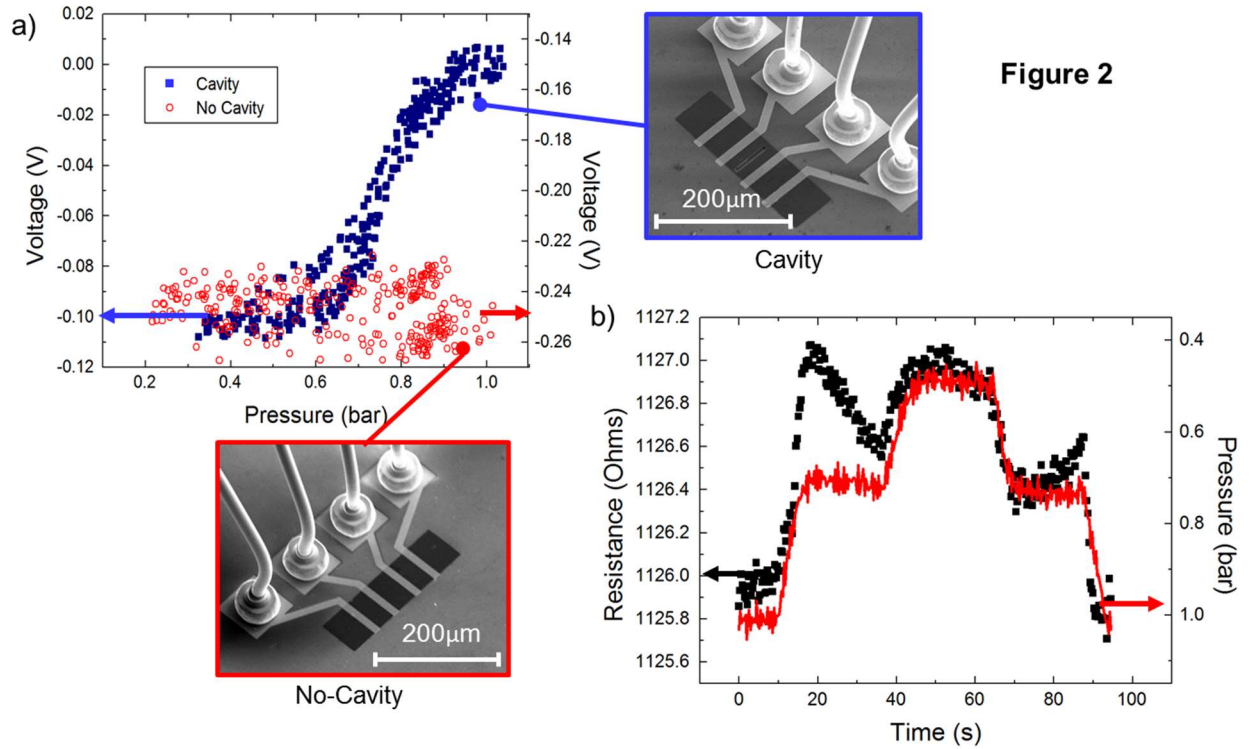 a)
0.00
-0.02
-0.04
-0.06
-0.08
-0.10
-0.12
Voltage (V)
Cavity
No Cavity
0.2
0.4
0.6
0.8
1.0
Pressure (bar)
-0.14
-0.16
-0.18
-0.20
-0.22
-0.24
-0.26
Voltage (V)
200µm
Cavity
Figure 2
200µm
No-Cavity
b)
1127.2
1127.0
1126.8
1126.6
1126.4
1126.2
1126.0
1125.8
1125.6
Resistance (Ohms)
0
20
40
60
80
100
Time (s)
0.4
0.6
0.8
1.0
Pressure (bar)